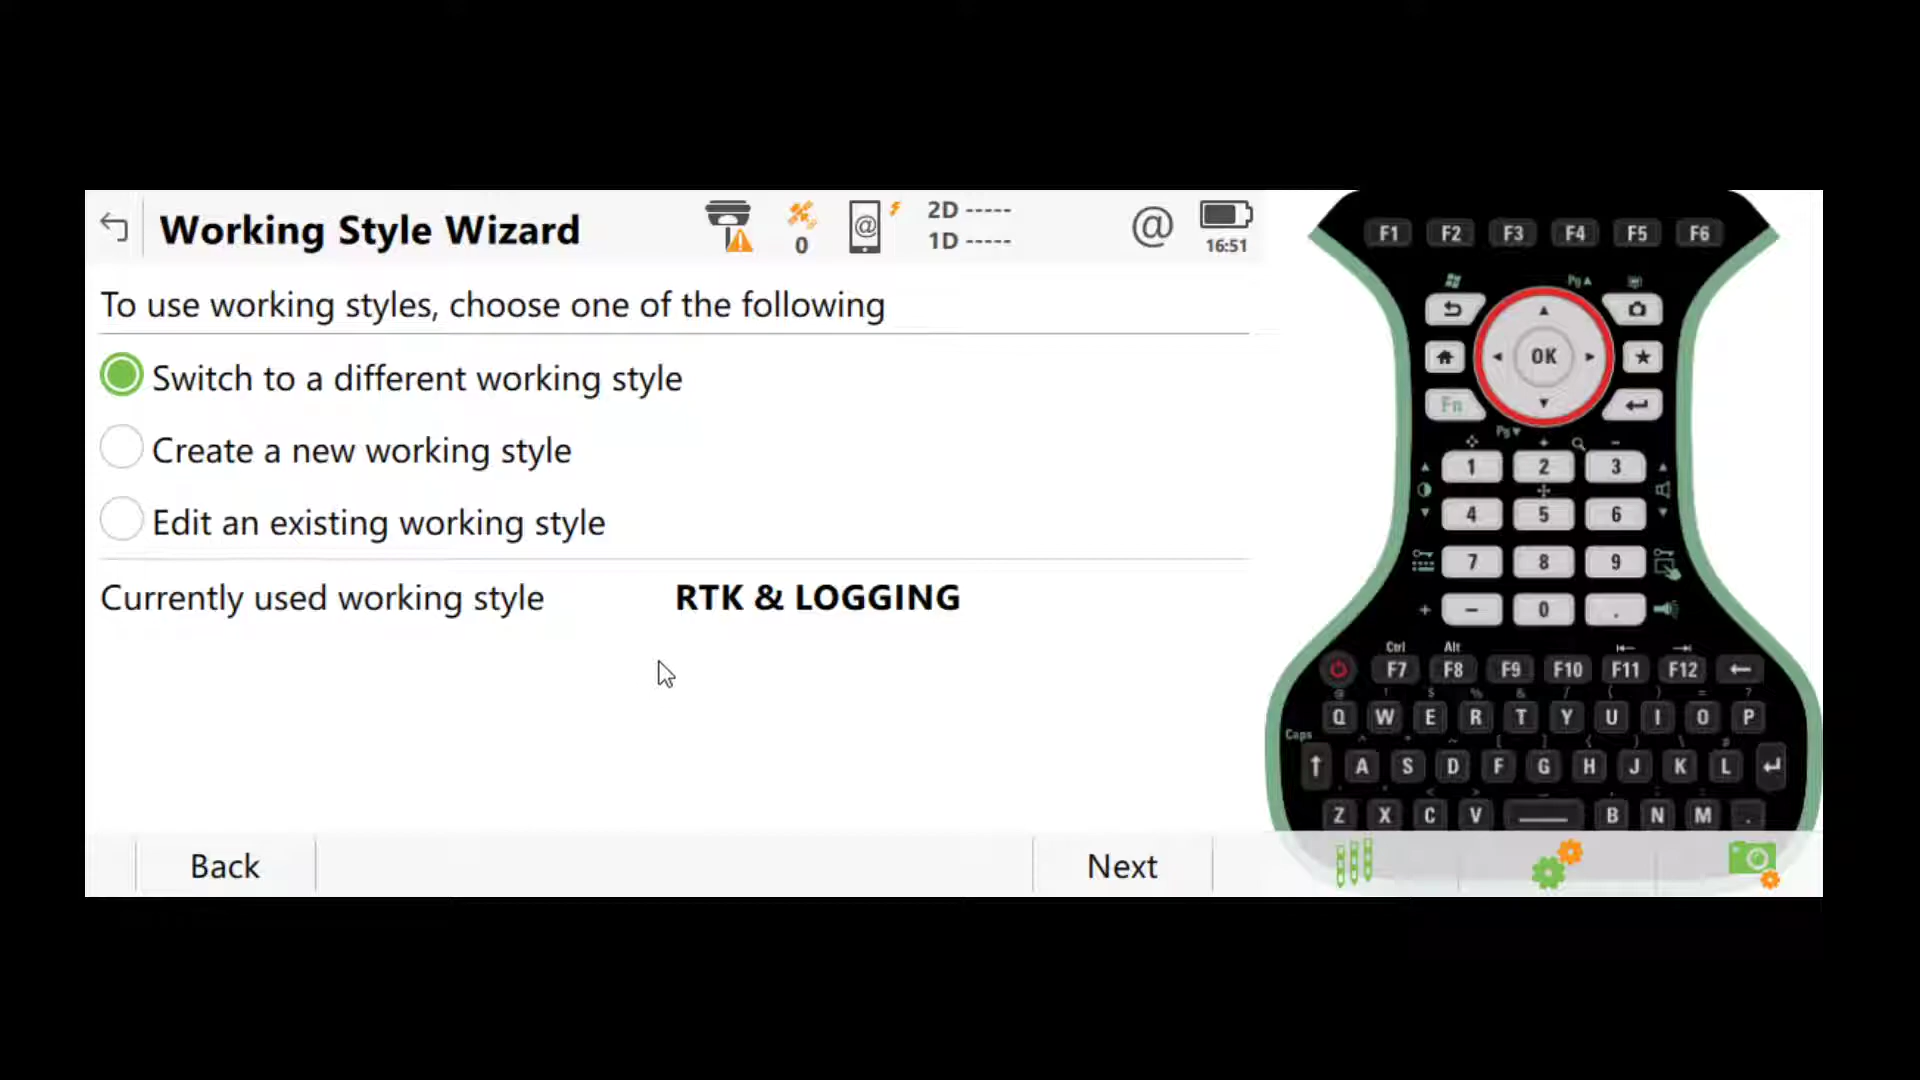 Working Style Wizard
0
@
2D -----
1D -----
@
16:51
To use working styles, choose one of the following
Switch to a different working style
Create a new working style
Edit an existing working style
Currently used working style RTK & LOGGING
Back
Next
F1 F2 F3 F4 F5 F6
Pg
OK
Fn
Pg
1 2 3
4 5 6
7 8 9
+ - 0 .
Ctrl Alt
F7 F8 F9 F10 F11 F12
Q W E R T Y U I O P
Caps
A S D F G H J K L
Z X C V B N M .